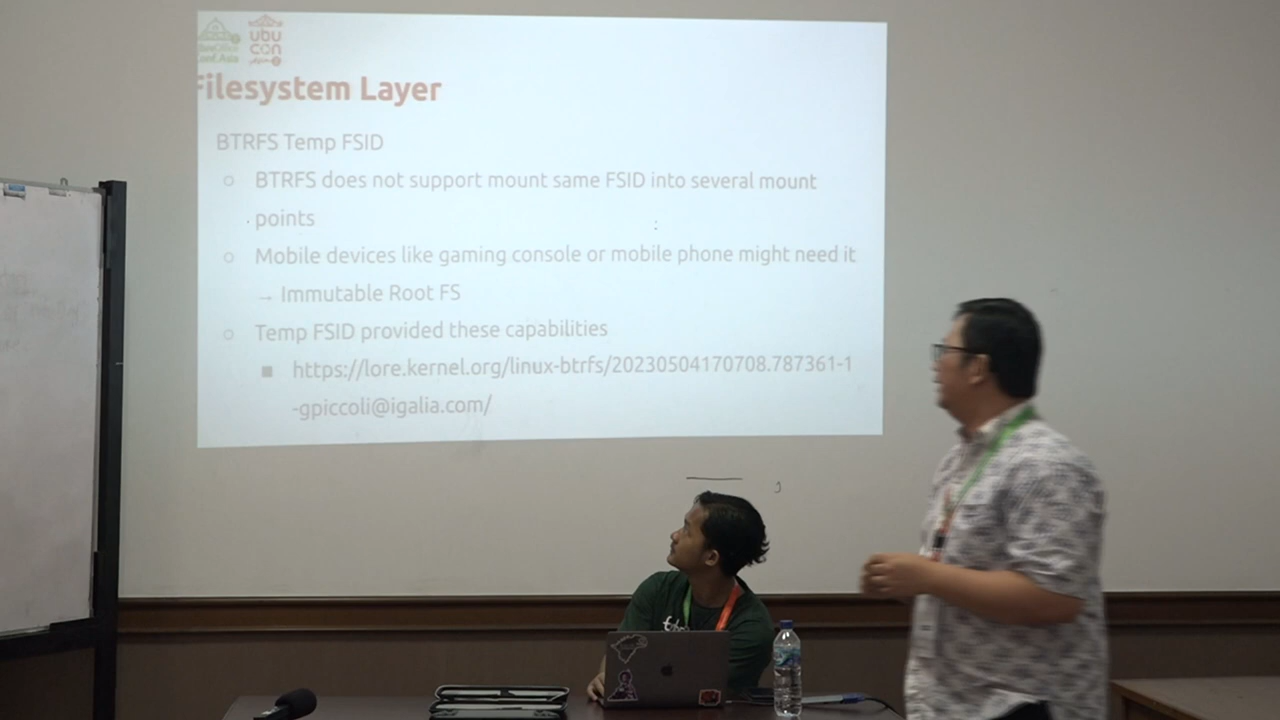 ubu
con
Filesystem Layer
BTRFS Temp FSID
BTRFS does not support mount same FSID into several mount
points
Mobile devices like gaming console or mobile phone might need it
→ Immutable Root FS
Temp FSID provided these capabilities
https://lore.kernel.org/linux-btrfs/20230504170708.787361-1
-gpiccoli@igalia.com/